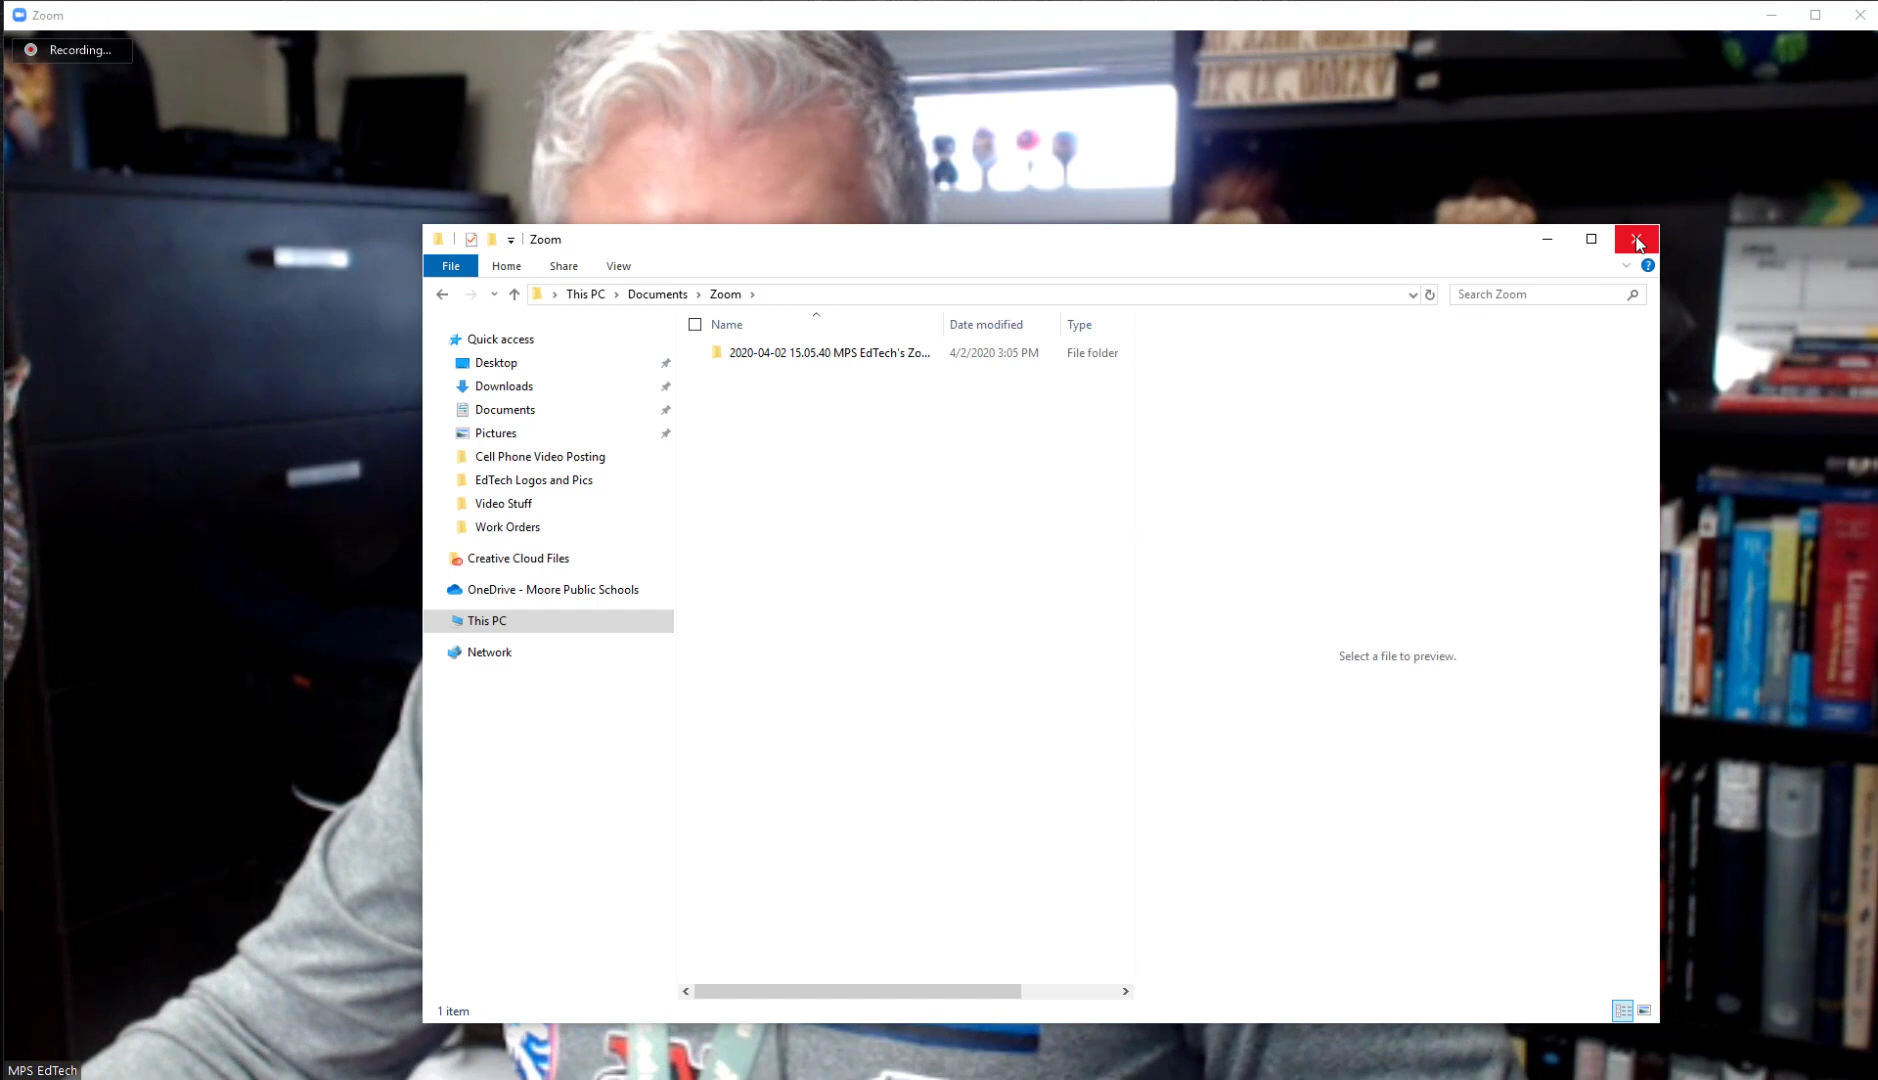 Zoom
Recording...
Zoom
File Home Share View
This PC > Documents > Zoom >
Search Zoom
Name Date modified Type
2020-04-02 15.05.40 MPS EdTech's Zo... 4/2/2020 3:05 PM File folder
Quick access
Desktop
Downloads
Documents
Pictures
Cell Phone Video Posting
EdTech Logos and Pics
Video Stuff
Work Orders
Creative Cloud Files
OneDrive - Moore Public Schools
This PC
Network
Select a file to preview.
Literature
1 item
MPS EdTech